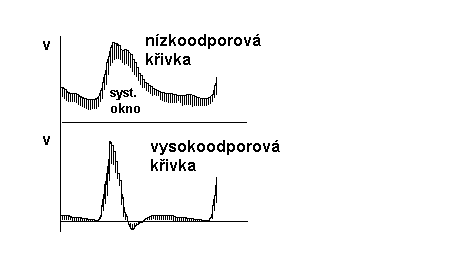 V
nízkoodporová
křivka
syst.
okno
V
vysokoodporová
křivka